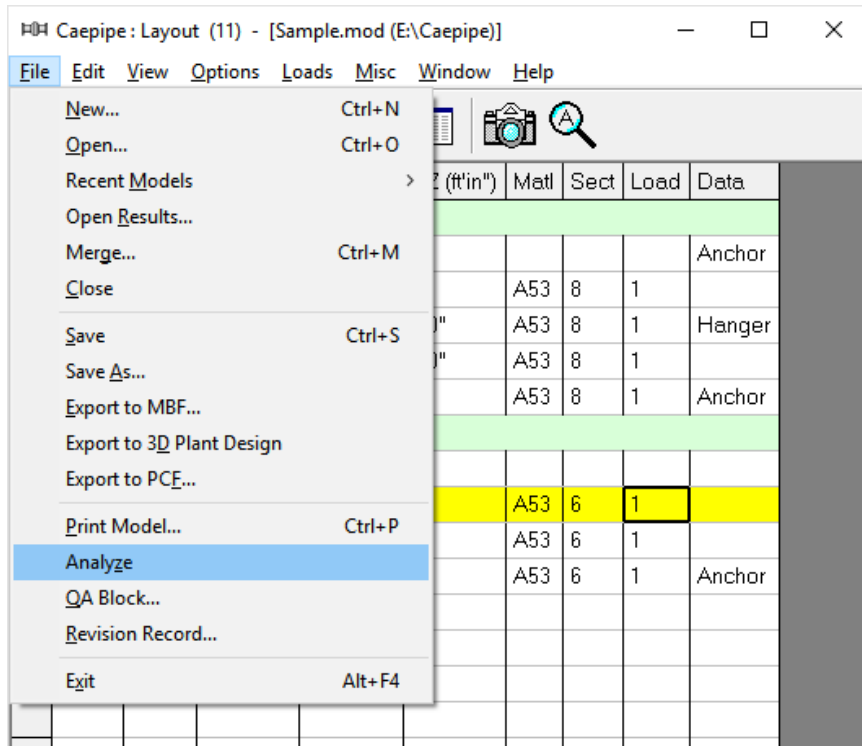 Caepipe : Layout (11) - [Sample.mod (E:\Caepipe)]
File Edit View Options Loads Misc Window Help
New... Ctrl+N
Open... Ctrl+O
Recent Models
Open Results...
Merge... Ctrl+M
Close
Save Ctrl+S
Save As...
Export to MBF...
Export to 3D Plant Design
Export to PCF...
Print Model... Ctrl+P
Analyze
QA Block...
Revision Record...
Exit Alt+F4
(ft'in") Matl Sect Load Data
Anchor
A53 8 1
A53 8 1 Hanger
A53 8 1
A53 8 1 Anchor
A53 6 1
A53 6 1
A53 6 1 Anchor